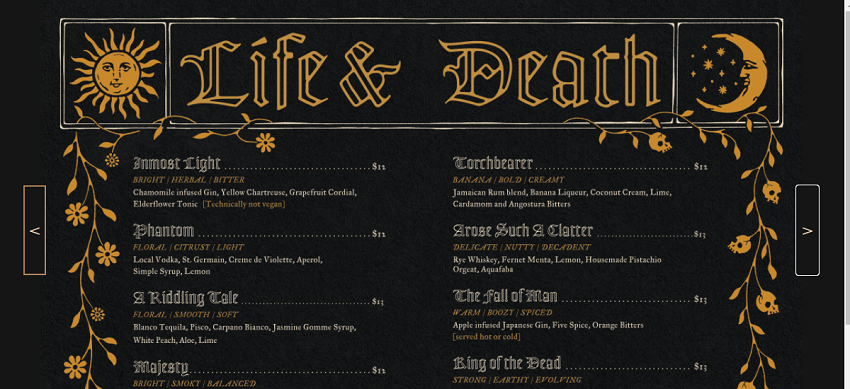 Life & Death
Inmost Light $12
BRIGHT / HERBAL / BITTER
Chamomile infused Gin, Yellow Chartreuse, Grapefruit Cordial,
Elderflower Tonic [Technically not vegan]
Phantom $12
FLORAL / CITRUST / LIGHT
Local Vodka, St. Germain, Creme de Violette, Aperol,
Simple Syrup, Lemon
A Riddling Tale $13
FLORAL / SMOOTH / SOFT
Blanco Tequila, Pisco, Carpano Bianco, Jasmine Gomme Syrup,
White Peach, Aloe, Lime
Majesty $12
BRIGHT / SMOKY / BALANCED
Torchbearer $12
BANANA / BOLD / CREAMY
Jamaican Rum blend, Banana Liqueur, Coconut Cream, Lime,
Cardamom and Angostura Bitters
Arose Such A Clatter $13
DELICATE / NUTTY / DECADENT
Rye Whiskey, Fernet Menta, Lemon, Housemade Pistachio
Orgeat, Aquafaba
The Fall of Man $13
WARM / BOOZY / SPICED
Apple infused Japanese Gin, Five Spice, Orange Bitters
[served hot or cold]
King of the Dead $13
STRONG / EARTHY / EVOLVING